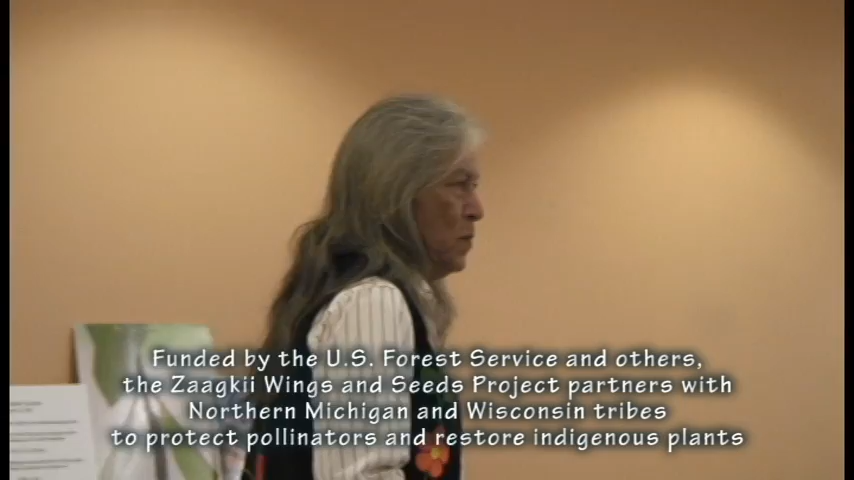 Funded by the U.S. Forest Service and others,
the Zaagkii Wings and Seeds Project partners with
Northern Michigan and Wisconsin tribes
to protect pollinators and restore indigenous plants